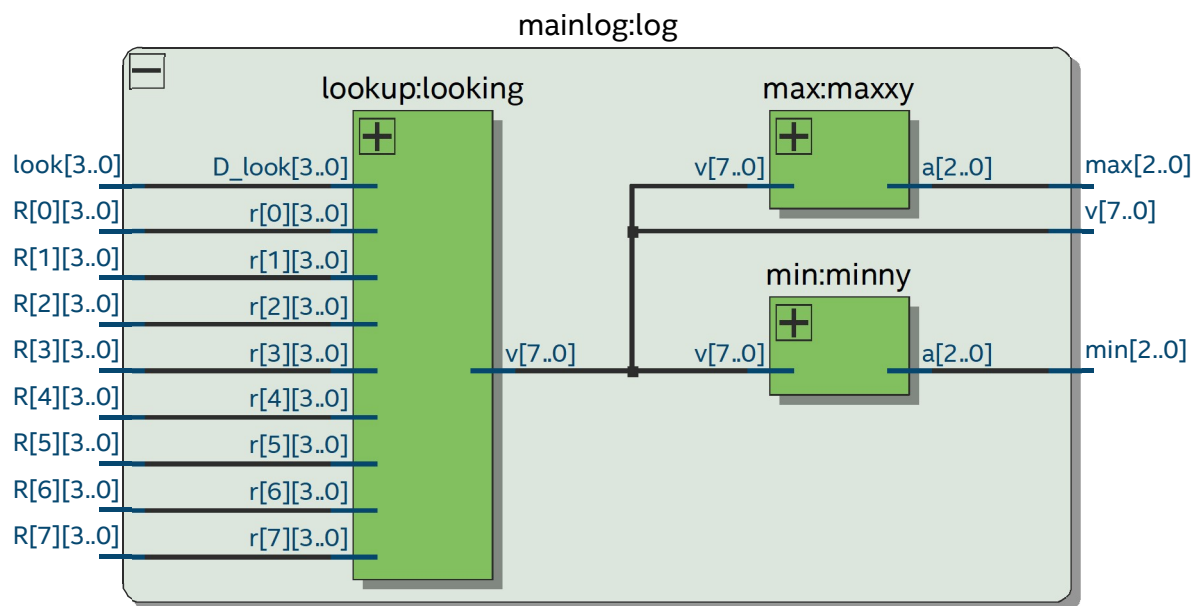 mainlog:log
lookup:looking
max:maxxy
look[3..0] D_look[3..0] v[7..0] a[2..0] max[2..0]
R[0][3..0] r[0][3..0] v[7..0]
R[1][3..0] r[1][3..0]
min:minny
R[2][3..0] r[2][3..0]
R[3][3..0] r[3][3..0] v[7..0] v[7..0] a[2..0] min[2..0]
R[4][3..0] r[4][3..0]
R[5][3..0] r[5][3..0]
R[6][3..0] r[6][3..0]
R[7][3..0] r[7][3..0]